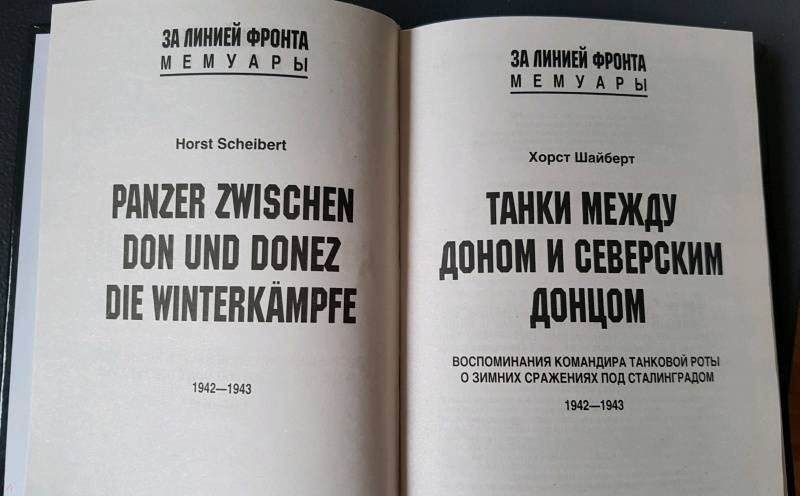 ЗА ЛИНИЕЙ ФРОНТА
МЕМУАРЫ
Horst Scheibert
PANZER ZWISCHEN
DON UND DONEZ
DIE WINTERKÄMPFE
1942—1943
ЗА ЛИНИЕЙ ФРОНТА
МЕМУАРЫ
Хорст Шайберт
ТАНКИ МЕЖДУ
ДОНОМ И СЕВЕРСКИМ
ДОНЦОМ
ВОСПОМИНАНИЯ КОМАНДИРА ТАНКОВОЙ РОТЫ
О ЗИМНИХ СРАЖЕНИЯХ ПОД СТАЛИНГРАДОМ
1942—1943